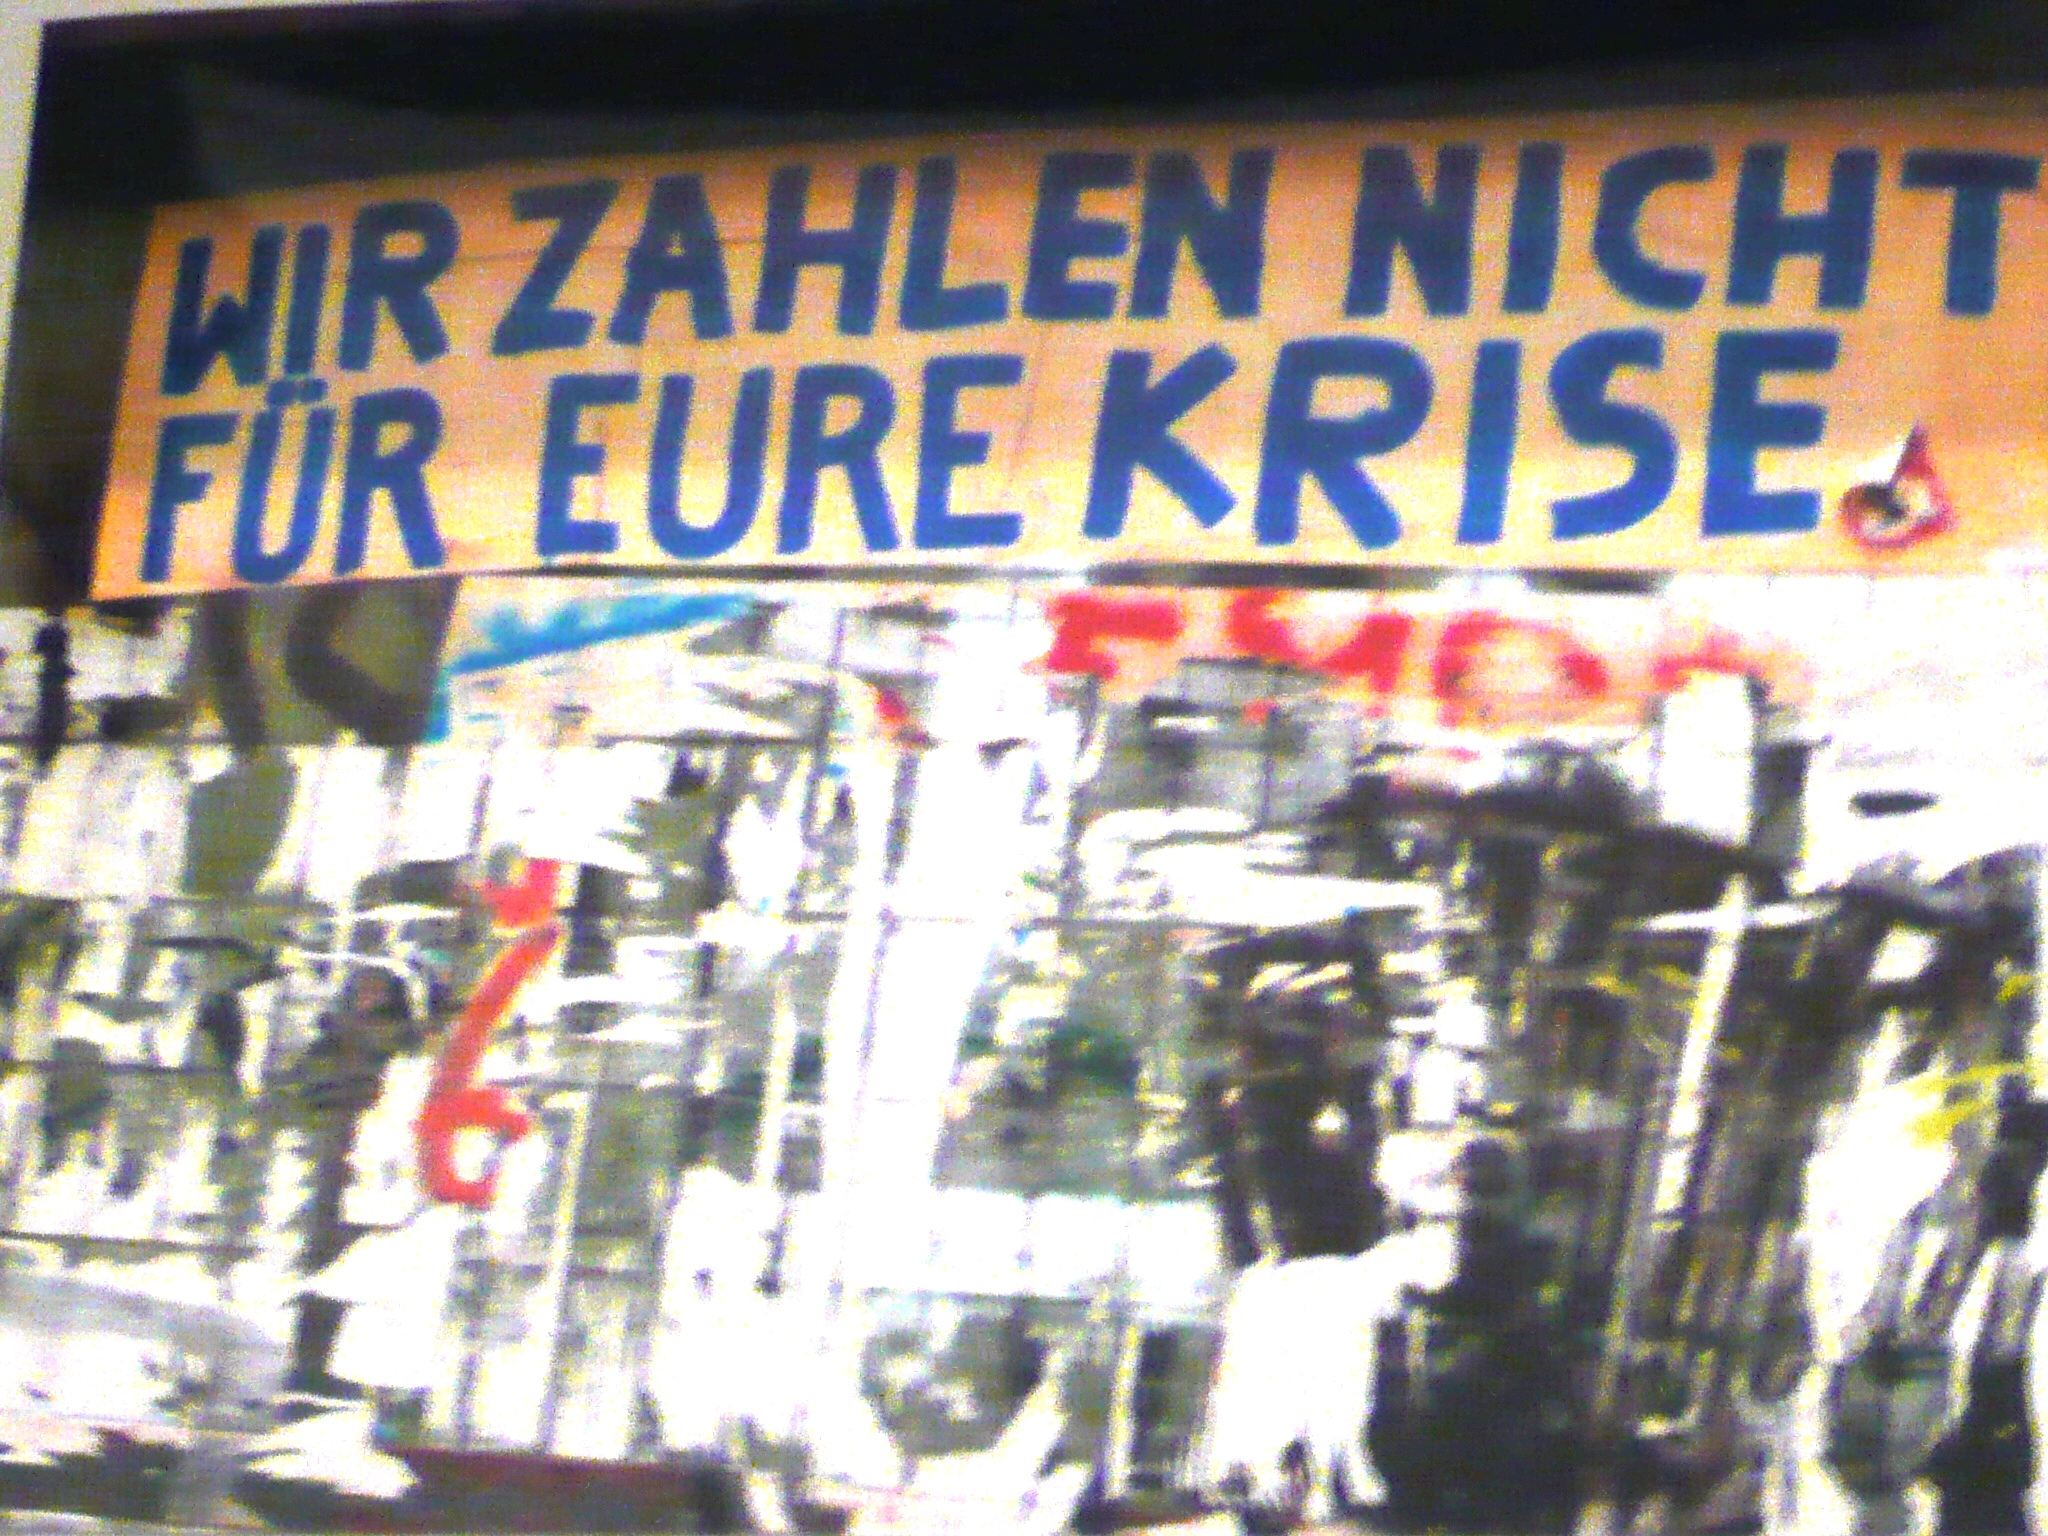 WIR ZAHLEN NICHT
FÜR EURE KRISE